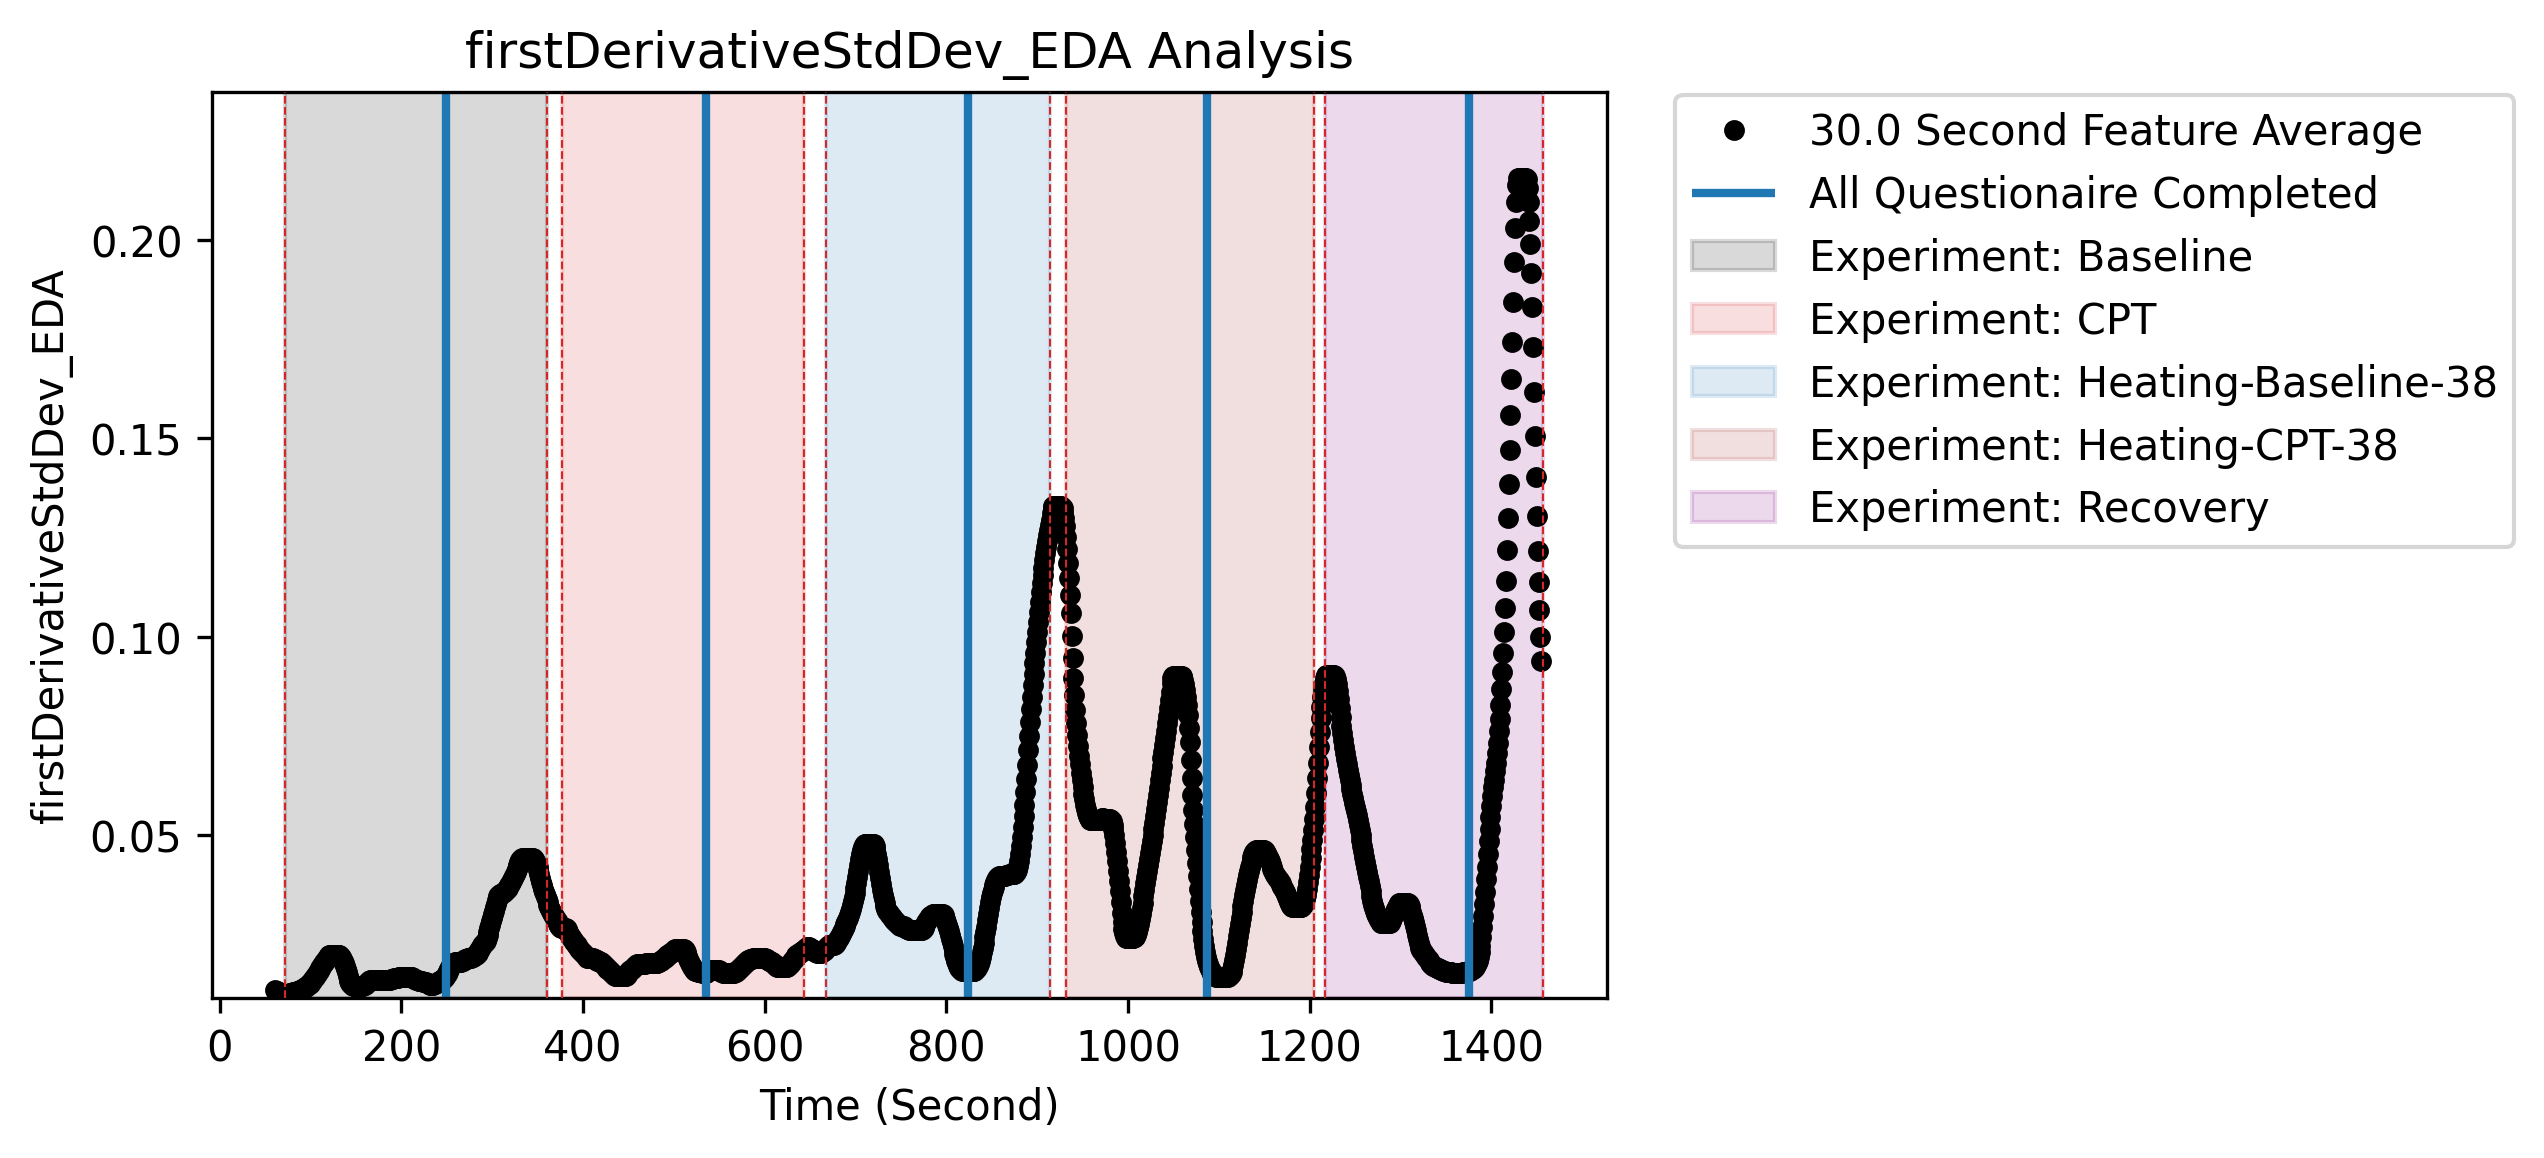 firstDerivativeStdDev_EDA Analysis
firstDerivativeStdDev_EDA
0.20
0.15
0.10
0.05
0 200 400 600 800 1000 1200 1400
Time (Second)
30.0 Second Feature Average
All Questionaire Completed
Experiment: Baseline
Experiment: CPT
Experiment: Heating-Baseline-38
Experiment: Heating-CPT-38
Experiment: Recovery